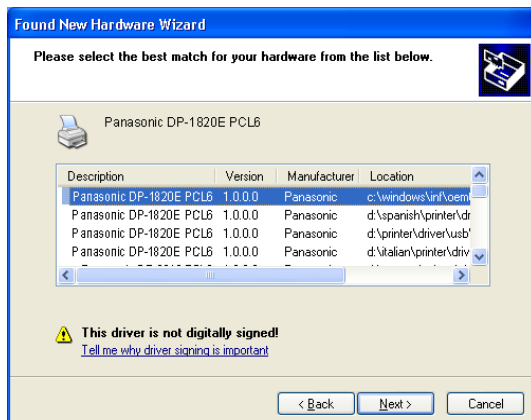 Found New Hardware Wizard
Please select the best match for your hardware from the list below.
Panasonic DP-1820E PCL6
Description Version Manufacturer Location
Panasonic DP-1820E PCL6 1.0.0.0 Panasonic c:\windows\inf\oem
Panasonic DP-1820E PCL6 1.0.0.0 Panasonic d:\spanish\printer\dr
Panasonic DP-1820E PCL6 1.0.0.0 Panasonic d:\printer\driver\usb\
Panasonic DP-1820E PCL6 1.0.0.0 Panasonic d:\italian\printer\driv
This driver is not digitally signed!
Tell me why driver signing is important
< Back Next > Cancel